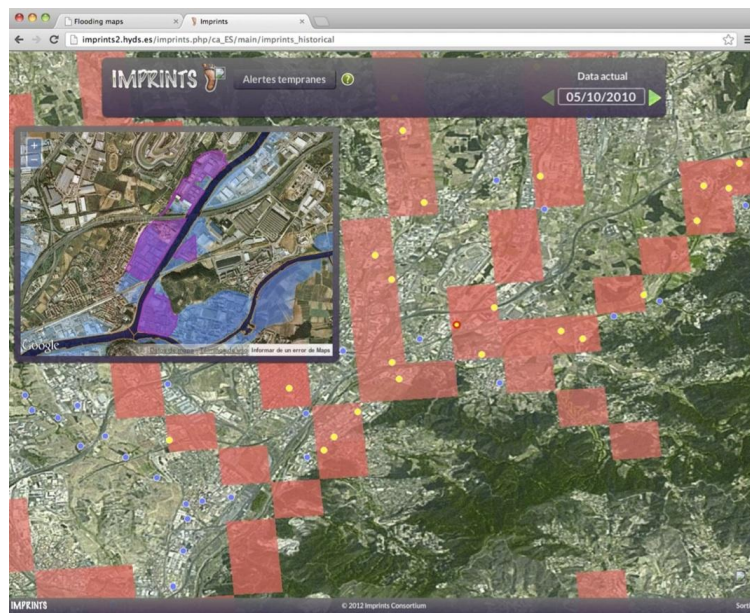 Flooding maps
Imprints
imprints2.hyds.es/imprints.php/ca_ES/main/imprints_historical
IMPRINTS
Alertes tempranes
?
Data actual
05/10/2010
+
−
Google
Informar de un error de Maps
IMPRINTS
© 2012 Imprints Consortium